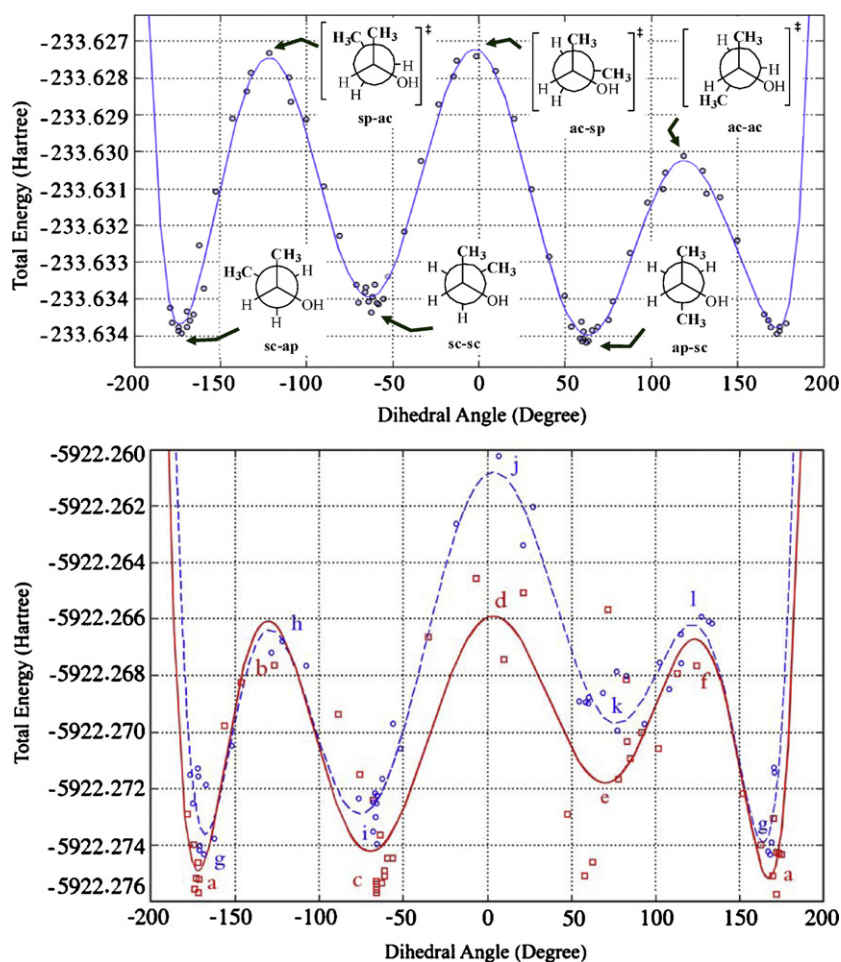 -233.627
-233.628
-233.629
-233.630
-233.631
-233.632
-233.633
-233.634
-233.634
Total Energy (Hartree)
H₃C CH₃ ‡
H H H OH
sp-ac
CH₃ ‡
H CH₃
H H OH
ac-sp
CH₃ ‡
H
H OH
H₃C H
ac-ac
CH₃
H₃C H
H OH
H
sc-ap
CH₃
H CH₃
H OH
H
sc-sc
CH₃
H H
H OH
CH₃
ap-sc
-200 -150 -100 -50 0 50 100 150 200
Dihedral Angle (Degree)
-5922.260
-5922.262
-5922.264
-5922.266
-5922.268
-5922.270
-5922.272
-5922.274
-5922.276
Total Energy (Hartree)
j
h d l
b f
k
e
i
g g
a c a
-200 -150 -100 -50 0 50 100 150 200
Dihedral Angle (Degree)